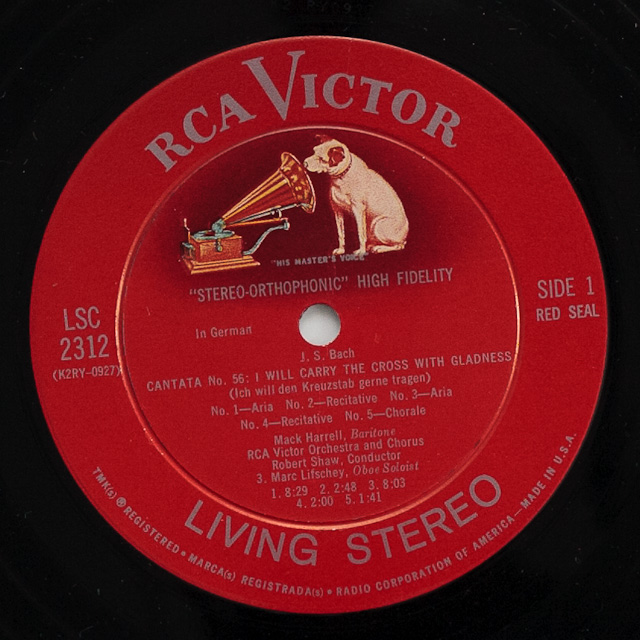 RCA VICTOR
"HIS MASTER'S VOICE"
"STEREO-ORTHOPHONIC" HIGH FIDELITY
SIDE 1
RED SEAL
LSC
2312
(K2RY-0927)
In German
J. S. Bach
CANTATA No. 56: I WILL CARRY THE CROSS WITH GLADNESS
(Ich will den Kreuzstab gerne tragen)
No. 1—Aria No. 2—Recitative No. 3—Aria
No. 4—Recitative No. 5—Chorale
Mack Harrell, Baritone
RCA Victor Orchestra and Chorus
Robert Shaw, Conductor
3. Marc Lifschey, Oboe Soloist
1. 8:29 2. 2:48 3. 8:03
4. 2:00 5. 1:41
LIVING STEREO
TMK(s) ® REGISTERED • MARCA(s) REGISTRADA(s) • RADIO CORPORATION OF AMERICA—MADE IN U.S.A.